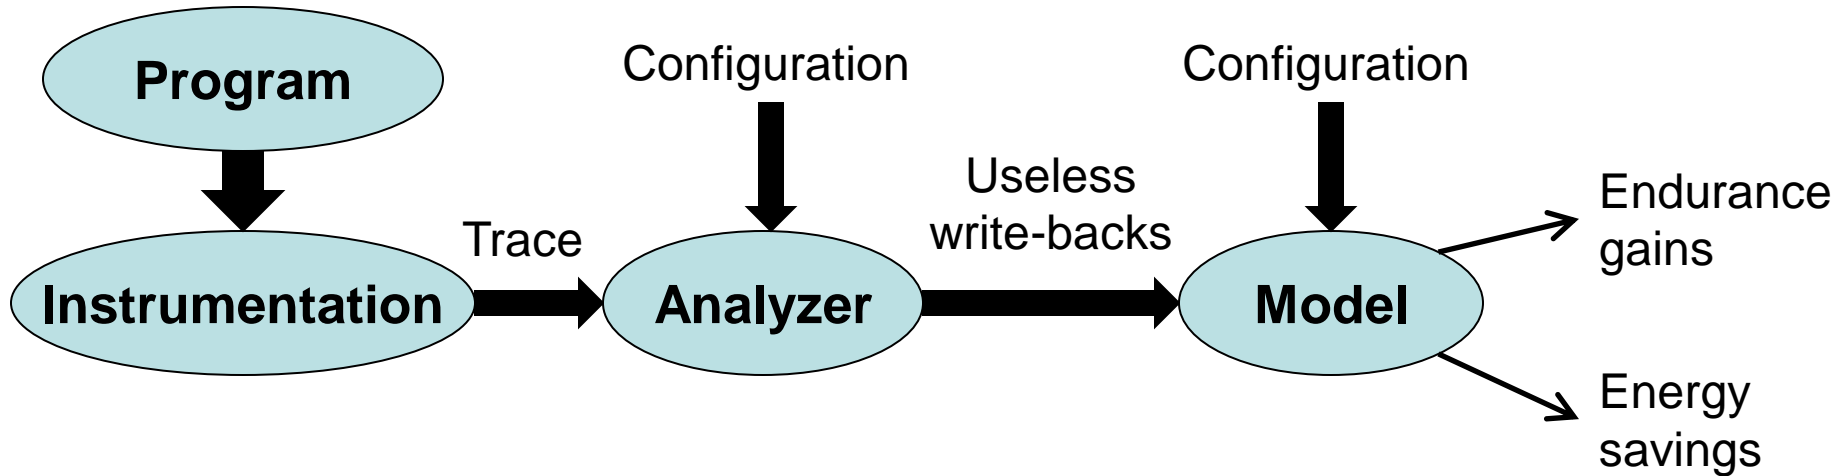 Program
Configuration
Configuration
Useless
write-backs
Endurance
gains
Trace
Instrumentation
Analyzer
Model
Energy
savings